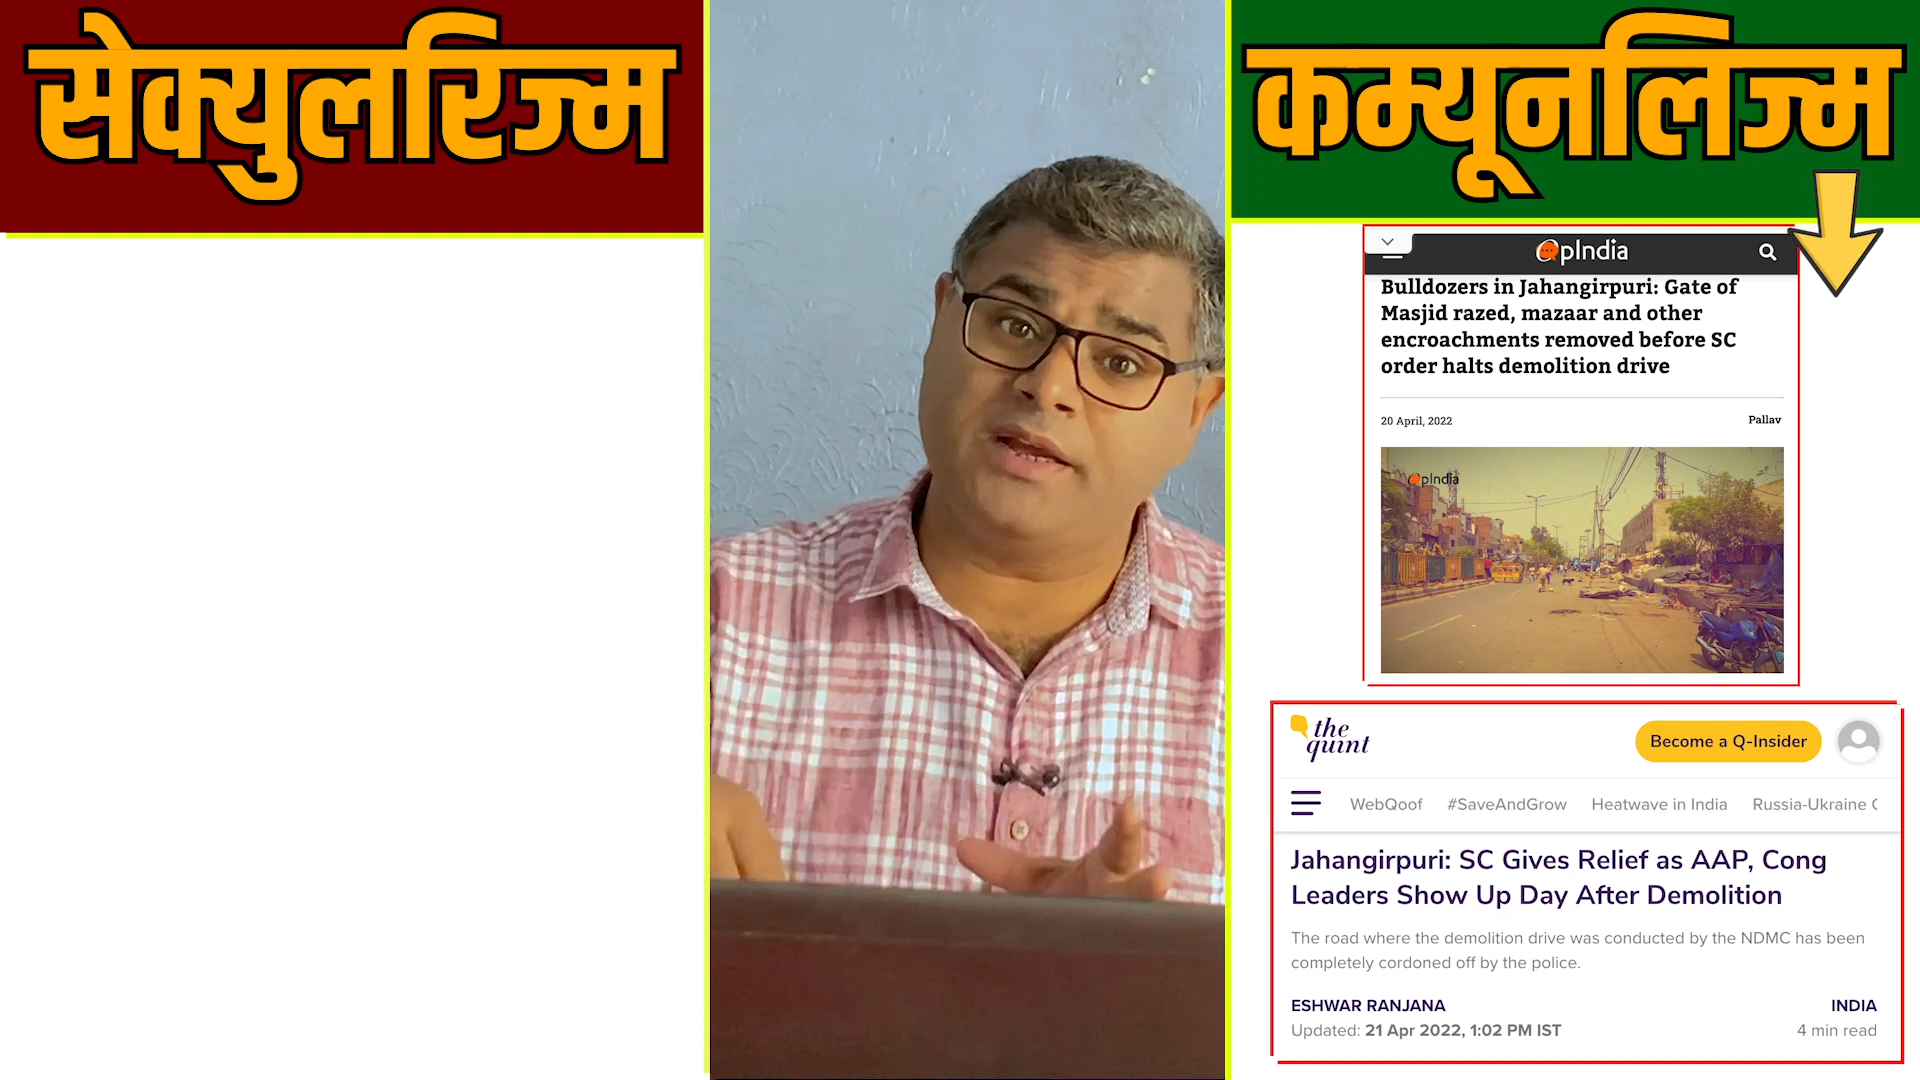 सेक्युलरिज्म
कम्यूनलिज्म
OpIndia
Bulldozers in Jahangirpuri: Gate of
Masjid razed, mazaar and other
encroachments removed before SC
order halts demolition drive
20 April, 2022
Pallav
OpIndia
the
quint
Become a Q-Insider
WebQoof #SaveAndGrow Heatwave in India Russia-Ukraine
Jahangirpuri: SC Gives Relief as AAP, Cong
Leaders Show Up Day After Demolition
The road where the demolition drive was conducted by the NDMC has been
completely cordoned off by the police.
ESHWAR RANJANA
INDIA
Updated: 21 Apr 2022, 1:02 PM IST
4 min read